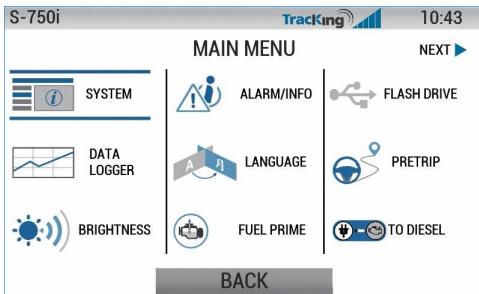 S-750i TracKing 10:43
MAIN MENU NEXT
SYSTEM ALARM/INFO FLASH DRIVE
DATA
LOGGER
LANGUAGE PRETRIP
BRIGHTNESS FUEL PRIME TO DIESEL
BACK